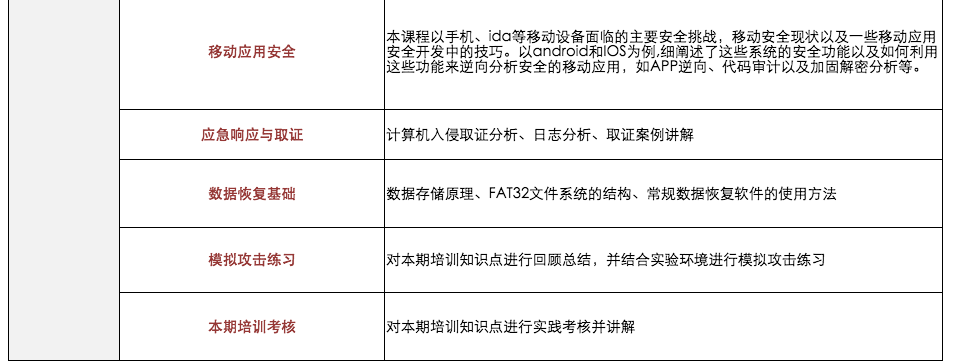 移动应用安全
本课程以手机、ida等移动设备面临的主要安全挑战，移动安全现状以及一些移动应用
安全开发中的技巧。以android和IOS为例,细阐述了这些系统的安全功能以及如何利用
这些功能来逆向分析安全的移动应用，如APP逆向、代码审计以及加固解密分析等。
应急响应与取证
计算机入侵取证分析、日志分析、取证案例讲解
数据恢复基础
数据存储原理、FAT32文件系统的结构、常规数据恢复软件的使用方法
模拟攻击练习
对本期培训知识点进行回顾总结，并结合实验环境进行模拟攻击练习
本期培训考核
对本期培训知识点进行实践考核并讲解